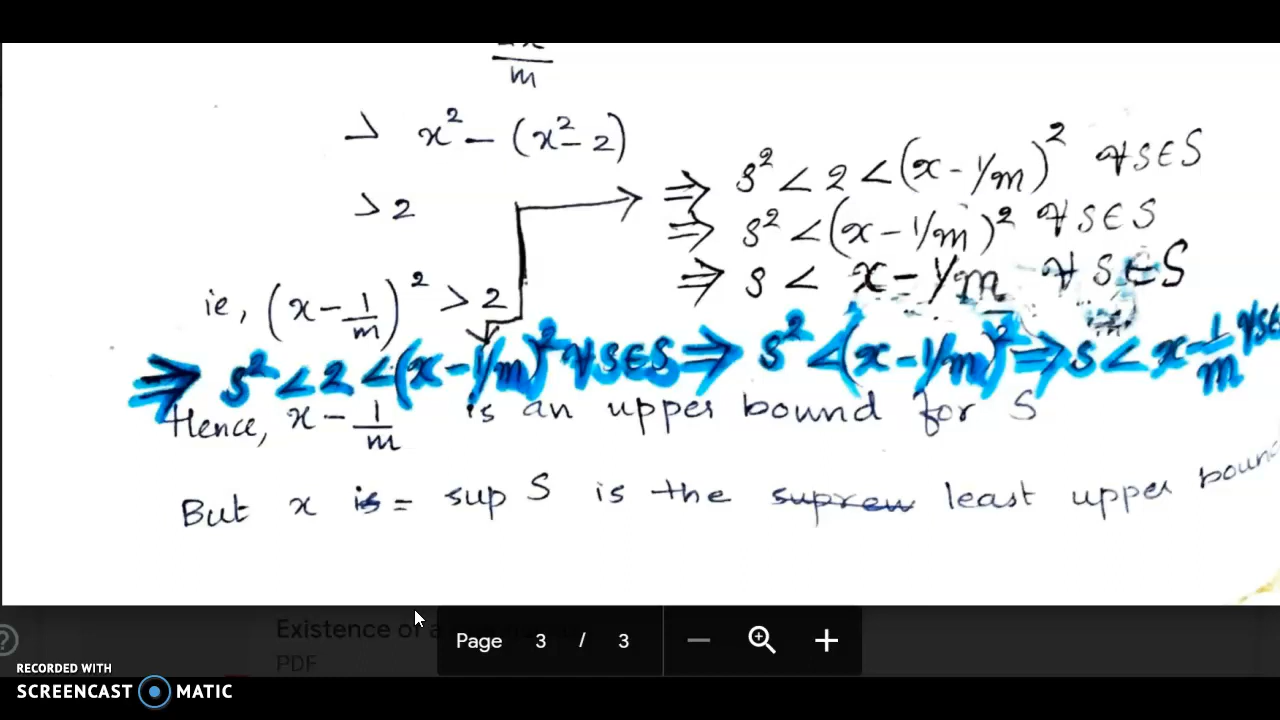 m
> x² - (x² - 2)
> 2
⇒ s² < 2 < (x - 1/m)² ∀ s ∈ S
⇒ s² < (x - 1/m)² ∀ s ∈ S
⇒ s < x - 1/m ∀ s ∈ S
ie, (x - 1/m)² > 2
⇒ s² < 2 < (x - 1/m)² ∀ s ∈ S ⇒ s² < (x - 1/m)² ⇒ s < x - 1/m ∀ s ∈
Hence, x - 1/m is an upper bound for S
But x is = sup S is the suprem least upper bound
Existence of a
PDF
Page 3 / 3
RECORDED WITH
SCREENCAST MATIC